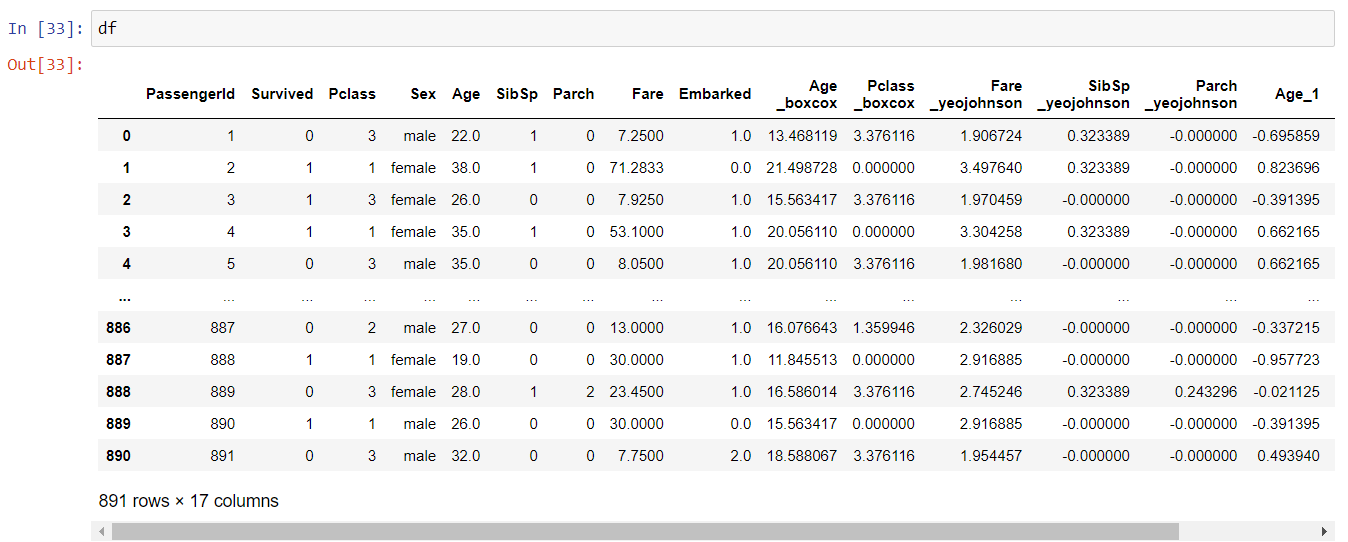 In [33]: df
Out[33]:
PassengerId Survived Pclass Sex Age SibSp Parch Fare Embarked Age _boxcox Pclass _boxcox Fare _yeojohnson SibSp _yeojohnson Parch _yeojohnson Age_1
0 1 0 3 male 22.0 1 0 7.2500 1.0 13.468119 3.376116 1.906724 0.323389 -0.000000 -0.695859
1 2 1 1 female 38.0 1 0 71.2833 0.0 21.498728 0.000000 3.497640 0.323389 -0.000000 0.823696
2 3 1 3 female 26.0 0 0 7.9250 1.0 15.563417 3.376116 1.970459 -0.000000 -0.000000 -0.391395
3 4 1 1 female 35.0 1 0 53.1000 1.0 20.056110 0.000000 3.304258 0.323389 -0.000000 0.662165
4 5 0 3 male 35.0 0 0 8.0500 1.0 20.056110 3.376116 1.981680 -0.000000 -0.000000 0.662165
... ... ... ... ... ... ... ... ... ... ... ... ... ... ... ...
886 887 0 2 male 27.0 0 0 13.0000 1.0 16.076643 1.359946 2.326029 -0.000000 -0.000000 -0.337215
887 888 1 1 female 19.0 0 0 30.0000 1.0 11.845513 0.000000 2.916885 -0.000000 -0.000000 -0.957723
888 889 0 3 female 28.0 1 2 23.4500 1.0 16.586014 3.376116 2.745246 0.323389 0.243296 -0.021125
889 890 1 1 male 26.0 0 0 30.0000 0.0 15.563417 0.000000 2.916885 -0.000000 -0.000000 -0.391395
890 891 0 3 male 32.0 0 0 7.7500 2.0 18.588067 3.376116 1.954457 -0.000000 -0.000000 0.493940
891 rows × 17 columns